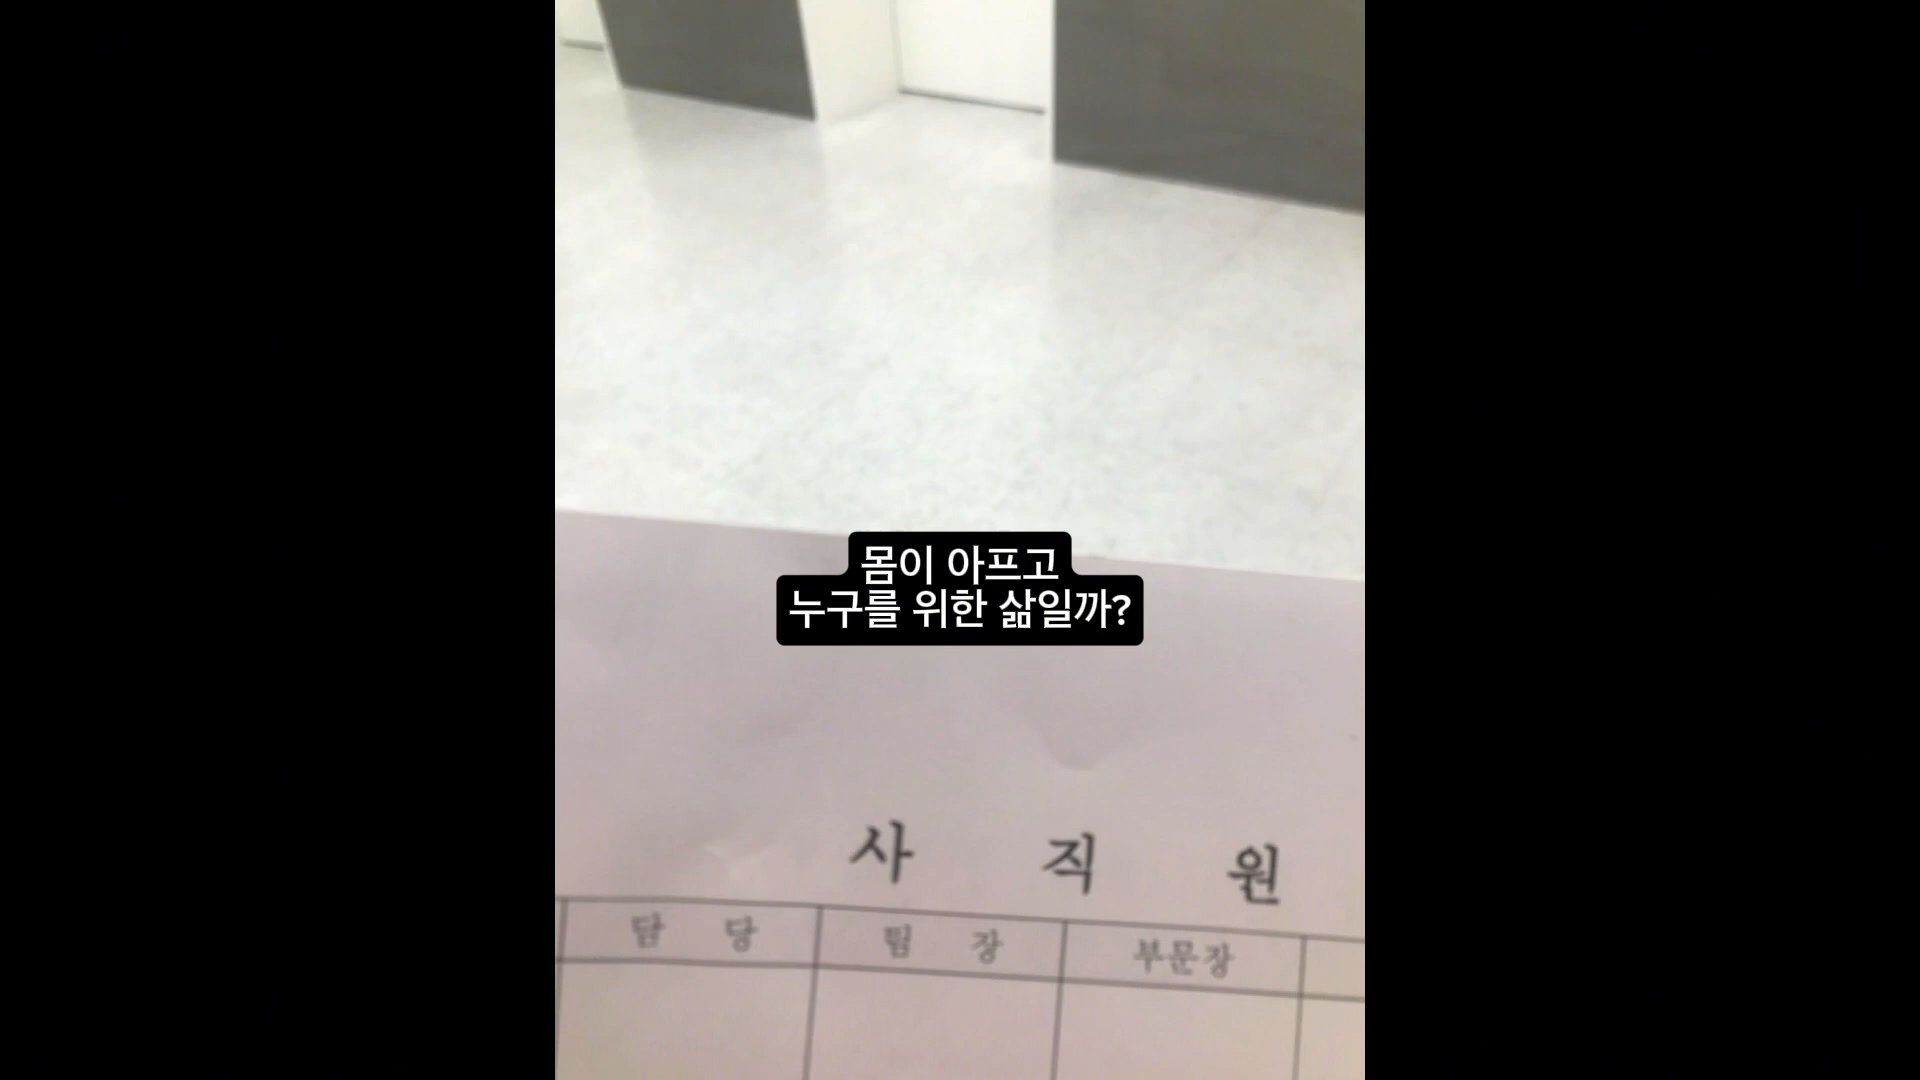 몸이 아프고
누구를 위한 삶일까?
사 직 원
담 당 팀 장 부문장